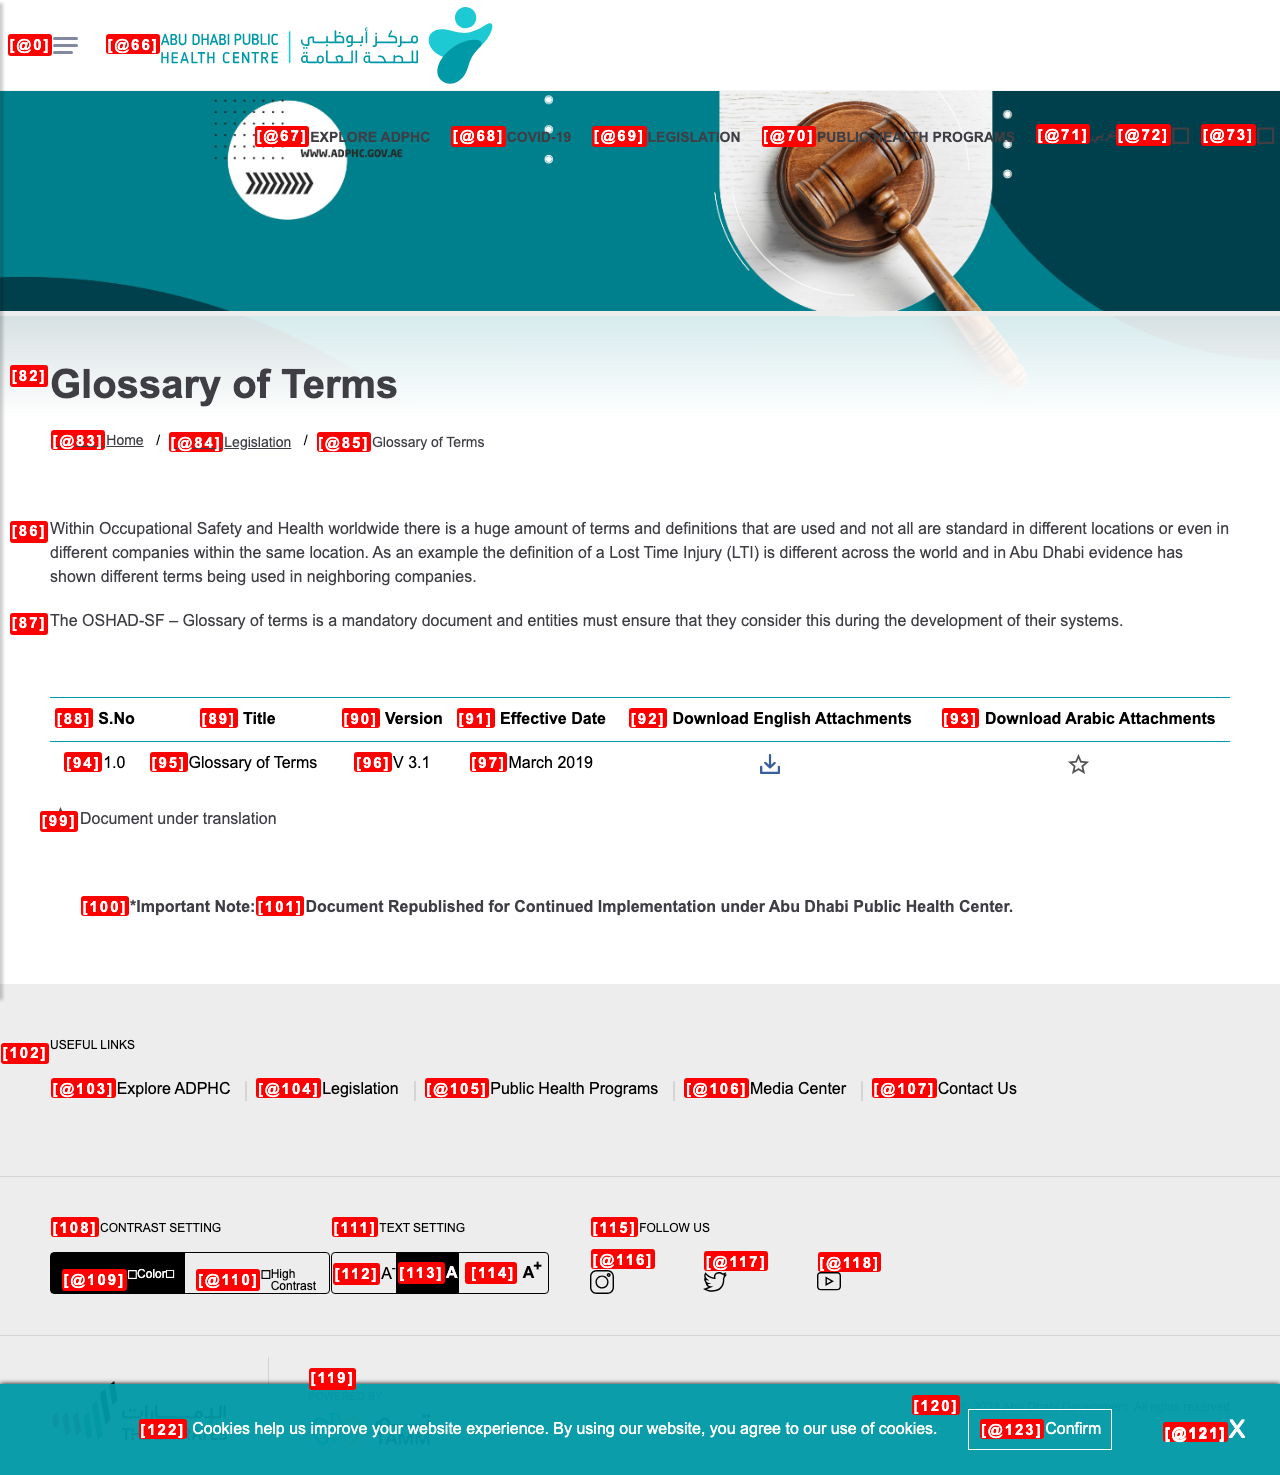 [@0]
[@66] ABU DHABI PUBLIC HEALTH CENTRE
مركز أبوظبي للصحة العامة
[@67] EXPLORE ADPHC [@68] COVID-19 [@69] LEGISLATION [@70] PUBLIC HEALTH PROGRAMS [@71] عربي [@72] [@73]
WWW.ADPHC.GOV.AE
[82] Glossary of Terms
[@83] Home / [@84] Legislation / [@85] Glossary of Terms
[86] Within Occupational Safety and Health worldwide there is a huge amount of terms and definitions that are used and not all are standard in different locations or even in
different companies within the same location. As an example the definition of a Lost Time Injury (LTI) is different across the world and in Abu Dhabi evidence has
shown different terms being used in neighboring companies.
[87] The OSHAD-SF – Glossary of terms is a mandatory document and entities must ensure that they consider this during the development of their systems.
[88] S.No [89] Title [90] Version [91] Effective Date [92] Download English Attachments [93] Download Arabic Attachments
[94] 1.0 [95] Glossary of Terms [96] V 3.1 [97] March 2019
[99] Document under translation
[100] *Important Note: [101] Document Republished for Continued Implementation under Abu Dhabi Public Health Center.
[102] USEFUL LINKS
[@103] Explore ADPHC [@104] Legislation [@105] Public Health Programs [@106] Media Center [@107] Contact Us
[108] CONTRAST SETTING [111] TEXT SETTING [115] FOLLOW US
[@109] Color [@110] High Contrast [112] A- [113] A [114] A+ [@116] [@117] [@118]
[119]
[120]
[122] Cookies help us improve your website experience. By using our website, you agree to our use of cookies. [@123] Confirm [@121] X